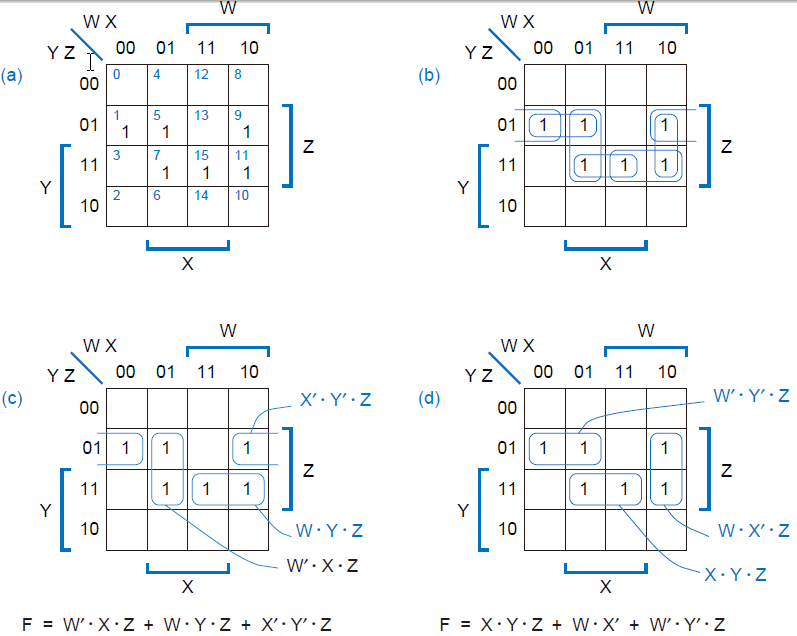 W
W X
Y Z
00 01 11 10
(a)
00
0 4 12 8
01
1 5 13 9
1 1 1
Z
11
3 7 15 11
1 1 1
Y
10
2 6 14 10
X
W
W X
Y Z
00 01 11 10
(b)
00
01
1 1 1
Z
11
1 1 1
Y
10
X
W
W X
Y Z
00 01 11 10
(c)
X′ · Y′ · Z
00
01
1 1 1
Z
11
1 1 1
Y
10
W · Y · Z
W′ · X · Z
X
F = W′ · X · Z + W · Y · Z + X′ · Y′ · Z
W
W X
Y Z
00 01 11 10
(d)
W′ · Y′ · Z
00
01
1 1 1
Z
11
1 1 1
Y
10
W · X′ · Z
X · Y · Z
X
F = X · Y · Z + W · X′ + W′ · Y′ · Z